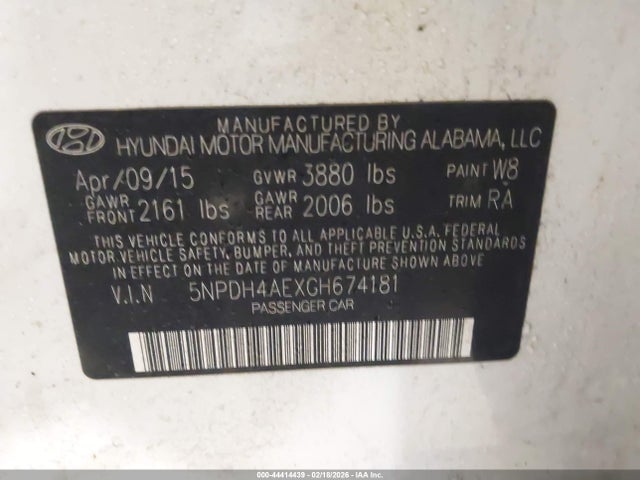 MANUFACTURED BY
HYUNDAI MOTOR MANUFACTURING ALABAMA, LLC
Apr/09/15 GVWR 3880 lbs PAINT W8
GAWR FRONT 2161 lbs GAWR REAR 2006 lbs TRIM RA
THIS VEHICLE CONFORMS TO ALL APPLICABLE U.S.A. FEDERAL
MOTOR VEHICLE SAFETY, BUMPER, AND THEFT PREVENTION STANDARDS
IN EFFECT ON THE DATE OF MANUFACTURE SHOWN ABOVE.
V.I.N 5NPDH4AEXGH674181
PASSENGER CAR
000-44414439 - 02/18/2026 - IAA Inc.